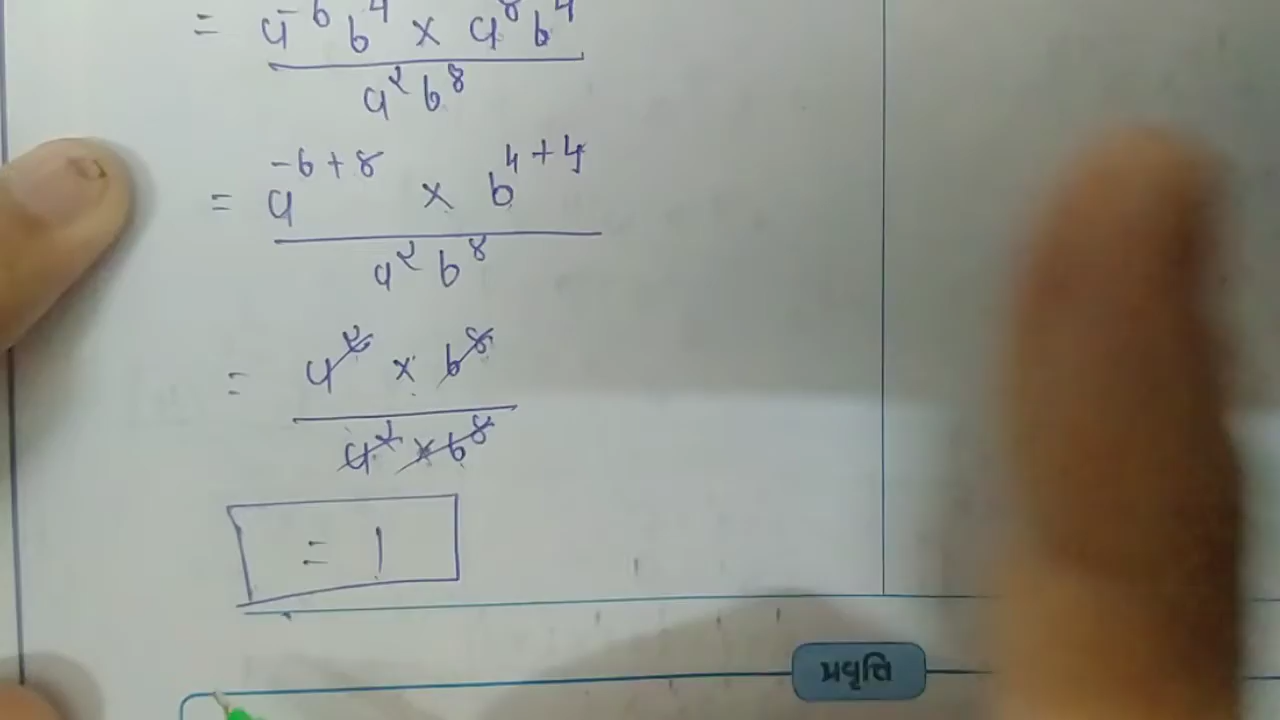 = a⁻⁶ b⁴ × a⁸ b⁴
a² b⁸
= a⁻⁶⁺⁸ × b⁴⁺⁴
a² b⁸
= a² × b⁸
a² × b⁸
= 1
પ્રવૃત્તિ